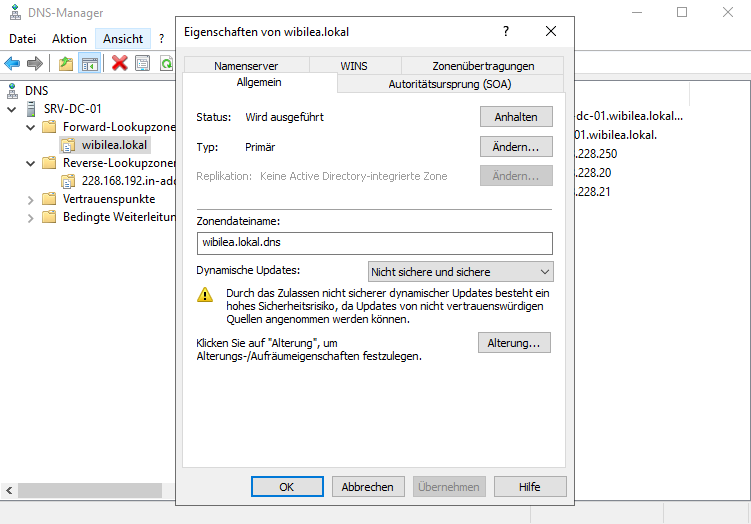 DNS-Manager
Datei Aktion Ansicht ?
DNS
SRV-DC-01
Forward-Lookupzone
wibilea.lokal
Reverse-Lookupzone
228.168.192.in-add
Vertrauenspunkte
Bedingte Weiterleitun
Eigenschaften von wibilea.lokal
? 
Namenserver WINS Zonenübertragungen
Allgemein Autoritätsursprung (SOA)
Status: Wird ausgeführt Anhalten
Typ: Primär Ändern...
Replikation: Keine Active Directory-integrierte Zone Ändern...
Zonendateiname:
wibilea.lokal.dns
Dynamische Updates: Nicht sichere und sichere
Durch das Zulassen nicht sicherer dynamischer Updates besteht ein
hohes Sicherheitsrisiko, da Updates von nicht vertrauenswürdigen
Quellen angenommen werden können.
Klicken Sie auf "Alterung", um
Alterungs-/Aufräumeigenschaften festzulegen.
Alterung...
OK Abbrechen Übernehmen Hilfe
-dc-01.wibilea.lokal...
01.wibilea.lokal.
.228.250
.228.20
.228.21